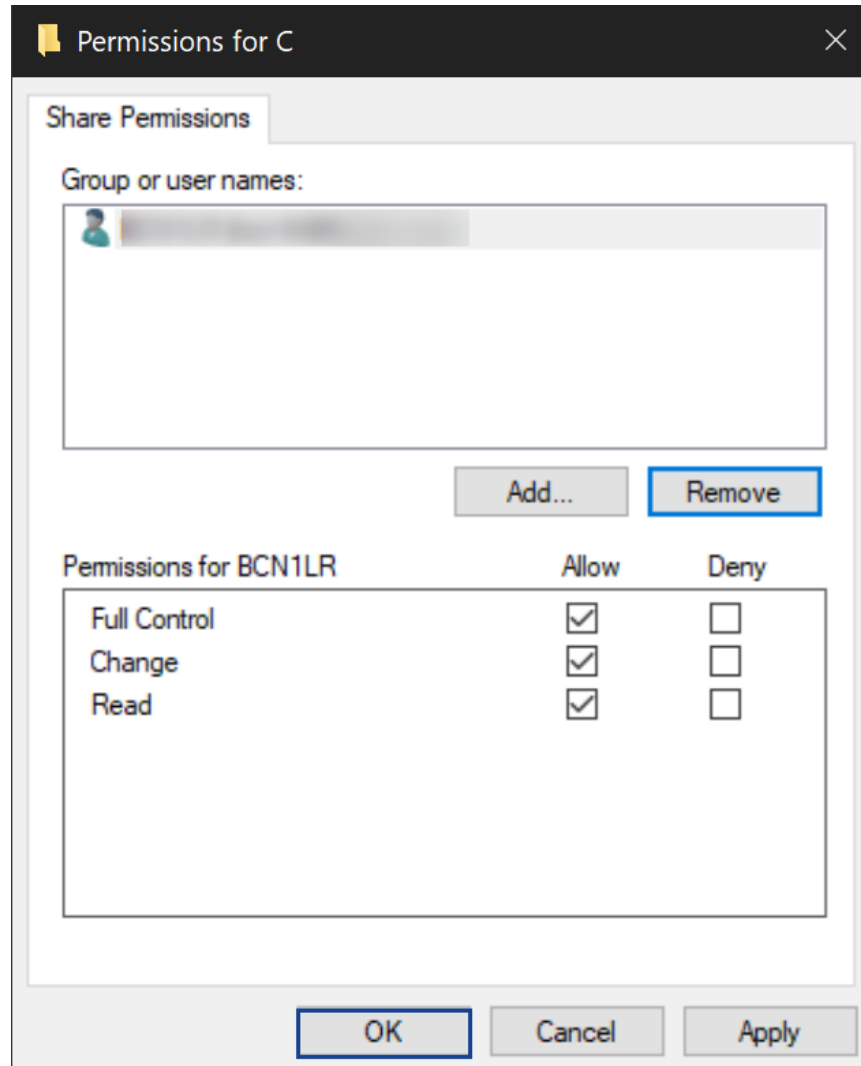 Permissions for C
Share Permissions
Group or user names:
Add...
Remove
Permissions for BCN1LR
Allow
Deny
Full Control
Change
Read
OK
Cancel
Apply